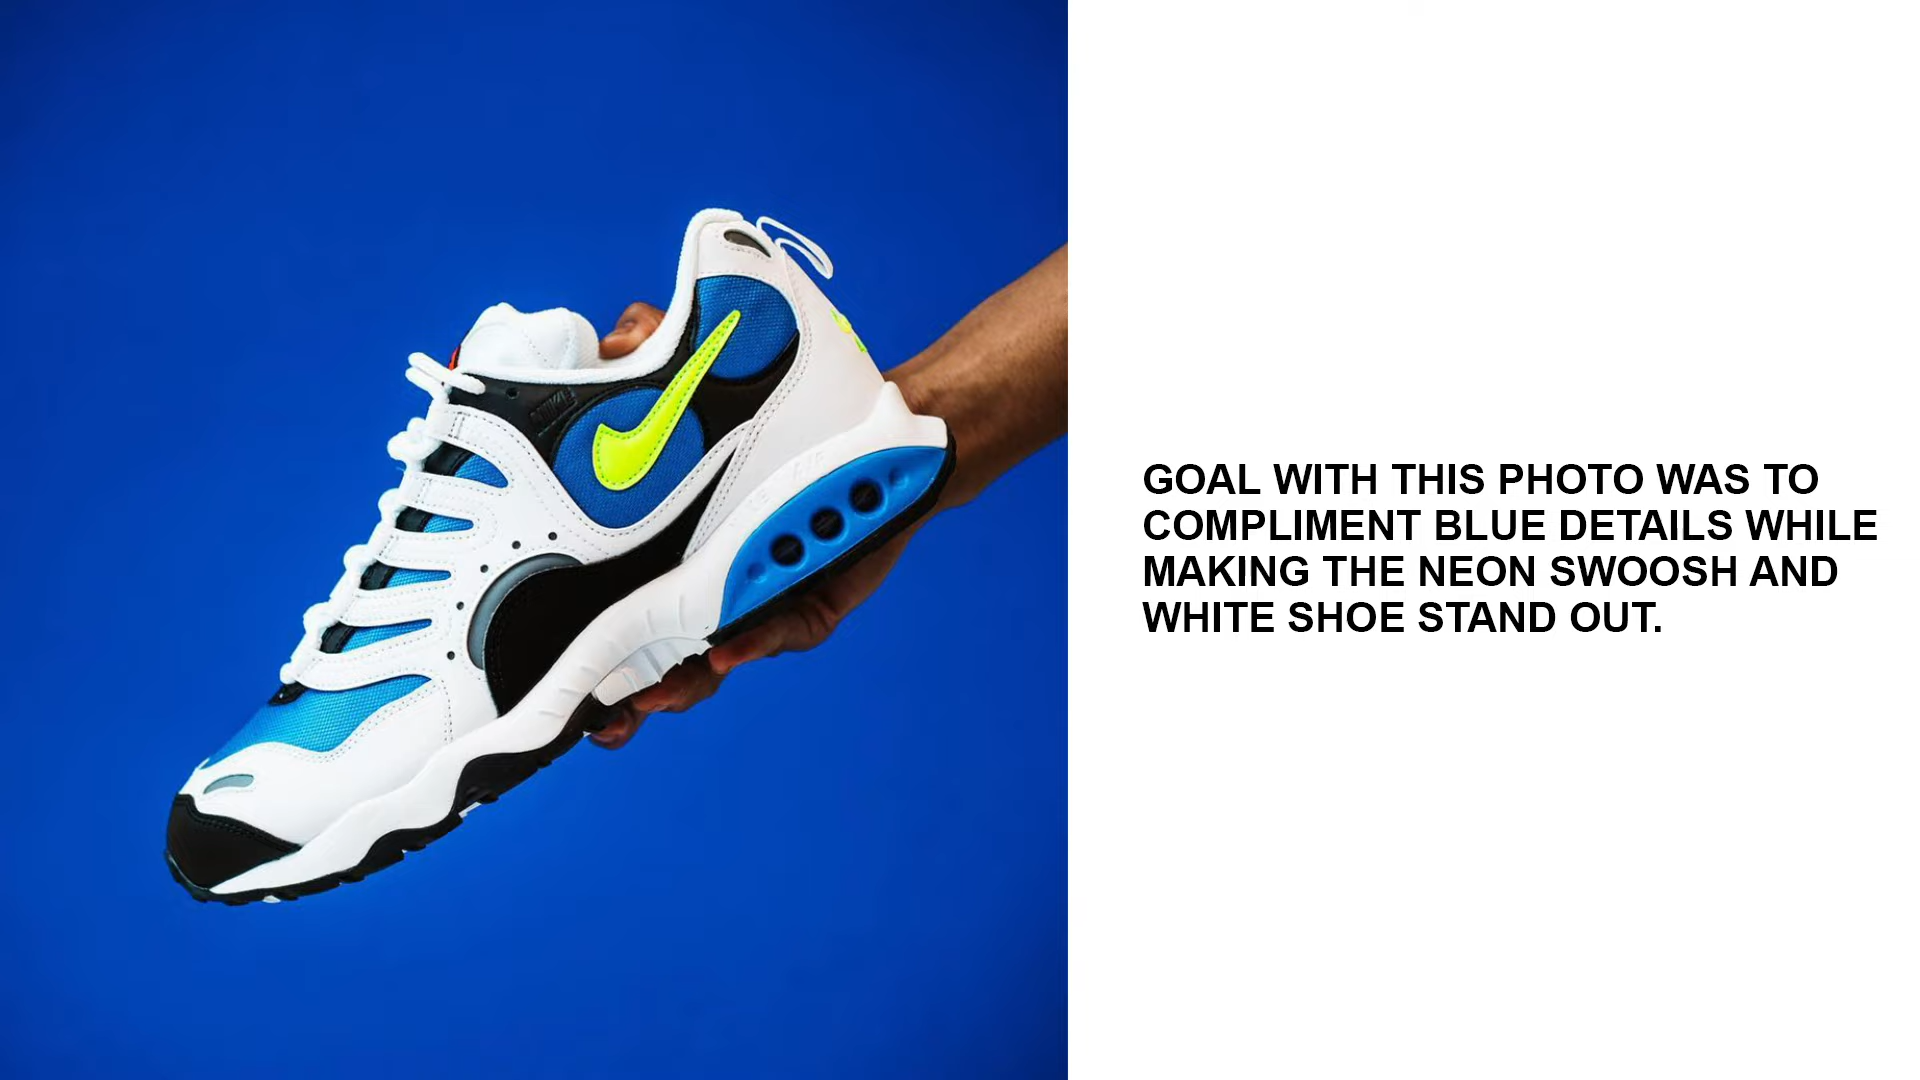 NIKE
GOAL WITH THIS PHOTO WAS TO
COMPLIMENT BLUE DETAILS WHILE
MAKING THE NEON SWOOSH AND
WHITE SHOE STAND OUT.